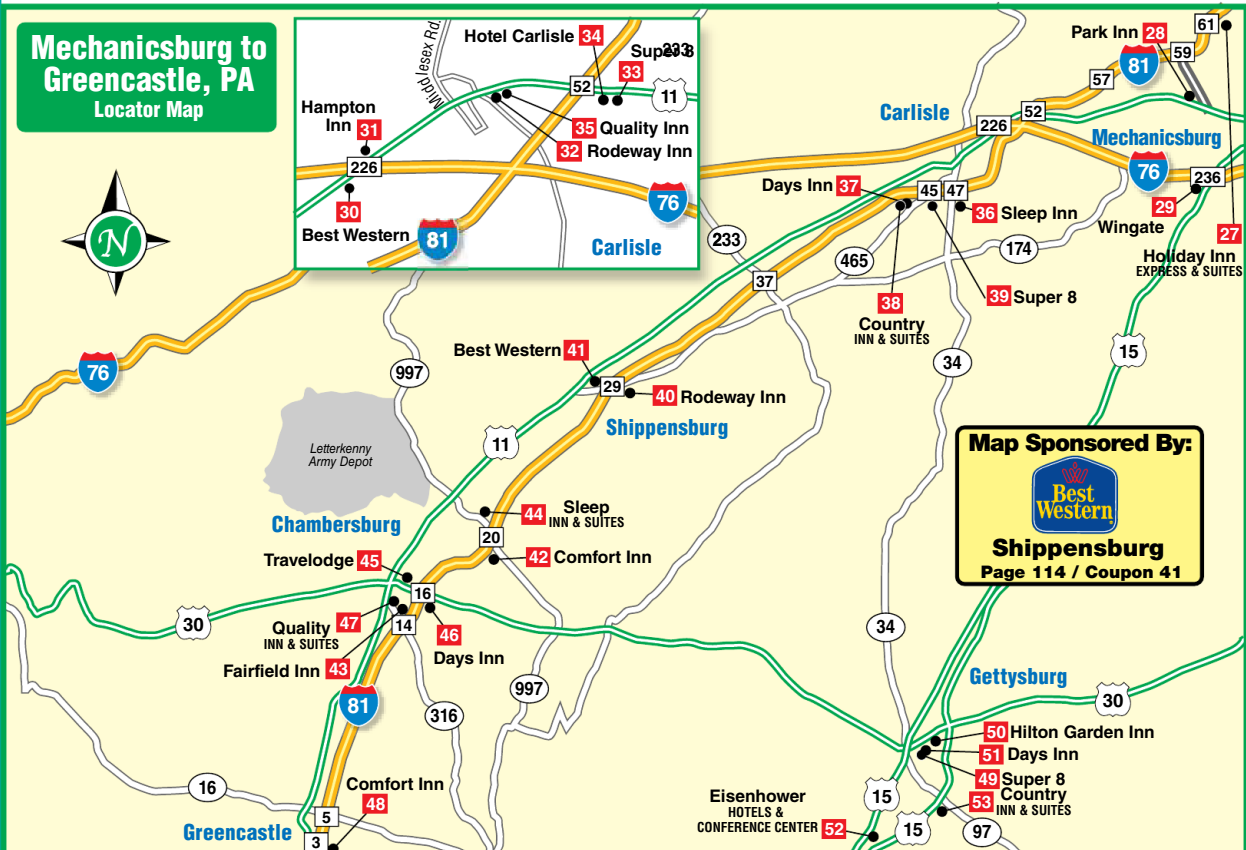 Mechanicsburg to
Greencastle, PA
Locator Map
N
Hotel Carlisle 34
Super 8
233
33
52
11
Middlesex Rd.
Hampton
Inn 31
35 Quality Inn
32 Rodeway Inn
226
30
Best Western
81
76
Carlisle
61
Park Inn 28
59
81
57
52
Carlisle
226
Mechanicsburg
76
236
29
Wingate
27
Holiday Inn
EXPRESS & SUITES
Days Inn 37
45
47
36 Sleep Inn
233
174
465
37
38
Country
INN & SUITES
39 Super 8
15
34
76
997
Best Western 41
29
40 Rodeway Inn
Shippensburg
11
Letterkenny
Army Depot
Map Sponsored By:
Best
Western
Shippensburg
Page 114 / Coupon 41
Chambersburg
44 Sleep
INN & SUITES
20
42 Comfort Inn
Travelodge 45
16
30
Quality 47
INN & SUITES
14
46
Days Inn
Fairfield Inn 43
34
81
997
316
Gettysburg
30
50 Hilton Garden Inn
51 Days Inn
49 Super 8
53 Country
INN & SUITES
15
Eisenhower
HOTELS &
CONFERENCE CENTER 52
15
97
16
Comfort Inn
48
5
Greencastle
3